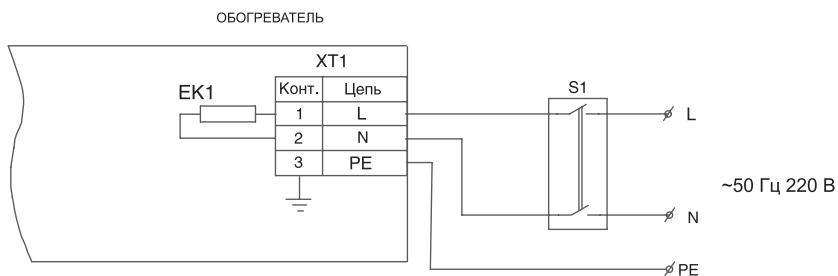 ОБОГРЕВАТЕЛЬ
XT1
S1
EK1
Конт. Цепь
1 L
2 N
3 PE
L
~50 Гц 220 В
N
PE